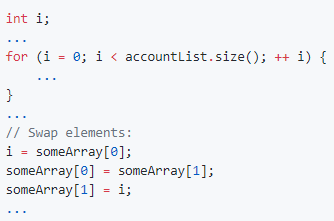 int i;
...
for (i = 0; i < accountList.size(); ++ i) {
    ...
}
...
// Swap elements:
i = someArray[0];
someArray[0] = someArray[1];
someArray[1] = i;
...